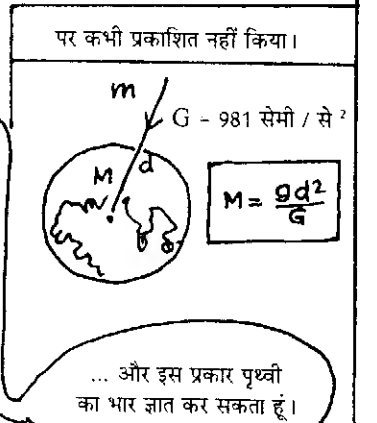 पर कभी प्रकाशित नहीं किया।
m
G - 981 सेमी / से ²
M d
M = gd²/G
... और इस प्रकार पृथ्वी
का भार ज्ञात कर सकता हूं।